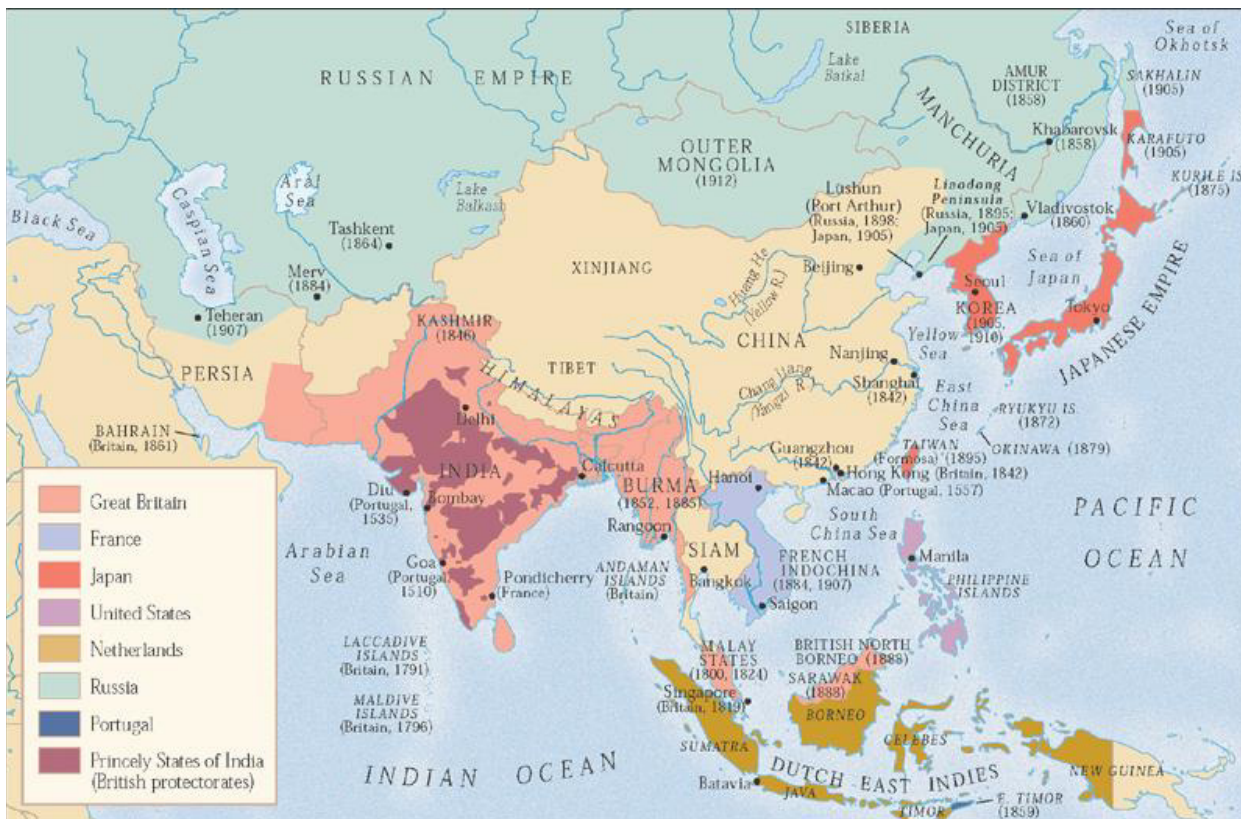 SIBERIA
Sea of
Okhotsk
RUSSIAN EMPIRE
Lake
Baikal
AMUR
DISTRICT
(1858)
SAKHALIN
(1905)
MANCHURIA
Khabarovsk
(1858)
KARAFUTO
(1905)
OUTER
MONGOLIA
(1912)
KURILE IS.
(1875)
Black Sea
Caspian Sea
Aral
Sea
Lake
Balkash
Lushun
(Port Arthur)
(Russia, 1898;
Japan, 1905)
Liaodong
Peninsula
(Russia, 1895;
Japan, 1905)
Vladivostok
(1860)
Tashkent
(1864)
Merv
(1884)
XINJIANG
Huang He
(Yellow R.)
Beijing
Sea of
Japan
Teheran
(1907)
Seoul
KOREA
(1905,
1910)
Tokyo
JAPANESE EMPIRE
KASHMIR
(1846)
CHINA
Yellow
Sea
PERSIA
HIMALAYAS
TIBET
Nanjing
Chang Jiang
(Yangzi R.)
Shanghai
(1842)
East
China
Sea
Delhi
RYUKYU IS.
(1872)
BAHRAIN
(Britain, 1861)
OKINAWA (1879)
Guangzhou
(1842)
TAIWAN
(Formosa) (1895)
INDIA
Calcutta
BURMA
(1852, 1885)
Hanoi
Hong Kong (Britain, 1842)
Macao (Portugal, 1557)
Diu
(Portugal,
1535)
Bombay
Rangoon
South
China Sea
PACIFIC
OCEAN
Arabian
Sea
Goa
(Portugal
1510)
Pondicherry
(France)
ANDAMAN
ISLANDS
(Britain)
SIAM
Bangkok
FRENCH
INDOCHINA
(1884, 1907)
Saigon
Manila
PHILIPPINE
ISLANDS
LACCADIVE
ISLANDS
(Britain, 1791)
MALDIVE
ISLANDS
(Britain, 1796)
MALAY
STATES
(1800, 1824)
Singapore
(Britain, 1819)
BRITISH NORTH
BORNEO (1888)
SARAWAK
(1888)
BORNEO
CELEBES
SUMATRA
INDIAN OCEAN
DUTCH EAST INDIES
NEW GUINEA
Batavia
JAVA
TIMOR
E. TIMOR
(1859)
Great Britain
France
Japan
United States
Netherlands
Russia
Portugal
Princely States of India
(British protectorates)